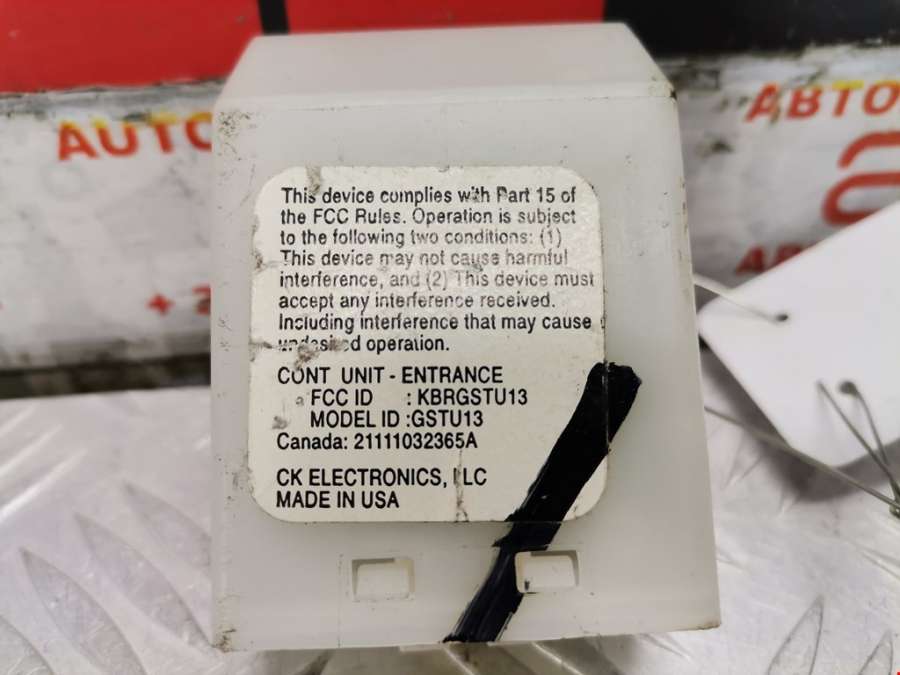 AUTO
АВТО
+
This device complies with Part 15 of
the FCC Rules. Operation is subject
to the following two conditions: (1)
This device may not cause harmful
interference, and (2) This device must
accept any interference received.
Including interference that may cause
undesired operation.
CONT UNIT - ENTRANCE
FCC ID : KBRGSTU13
MODEL ID :GSTU13
Canada: 21111032365A
CK ELECTRONICS, LLC
MADE IN USA